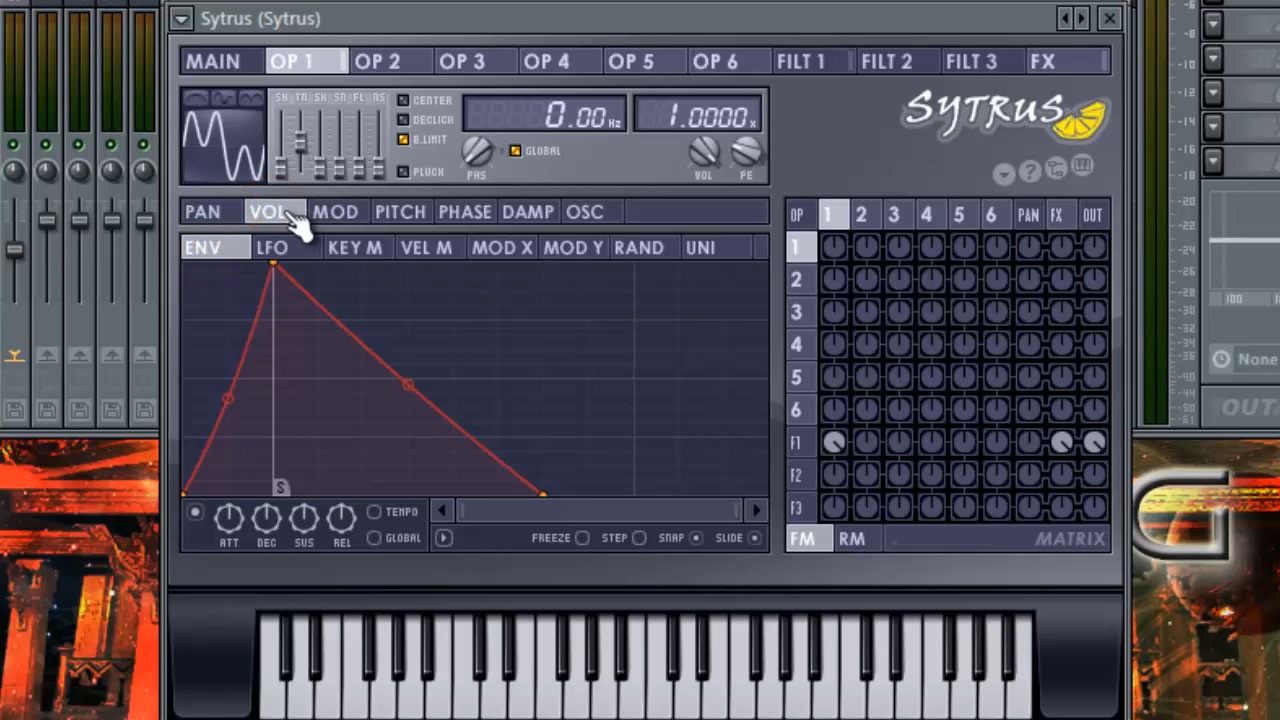 Sytrus (Sytrus)
MAIN OP 1 OP 2 OP 3 OP 4 OP 5 OP 6 FILT 1 FILT 2 FILT 3 FX
SH TN SH SN FL NS
CENTER
DECLICK
B.LIMIT
PLUCK
0.00Hz 1.0000x
GLOBAL
PHS VOL PE
SYTRUS
?
PAN VOL MOD PITCH PHASE DAMP OSC
ENV LFO KEY M VEL M MOD X MOD Y RAND UNI
S
ATT DEC SUS REL
TEMPO
GLOBAL
FREEZE STEP SNAP SLIDE
OP 1 2 3 4 5 6 PAN FX OUT
1
2
3
4
5
6
F1
F2
F3
FM RM MATRIX
100
None
OUT